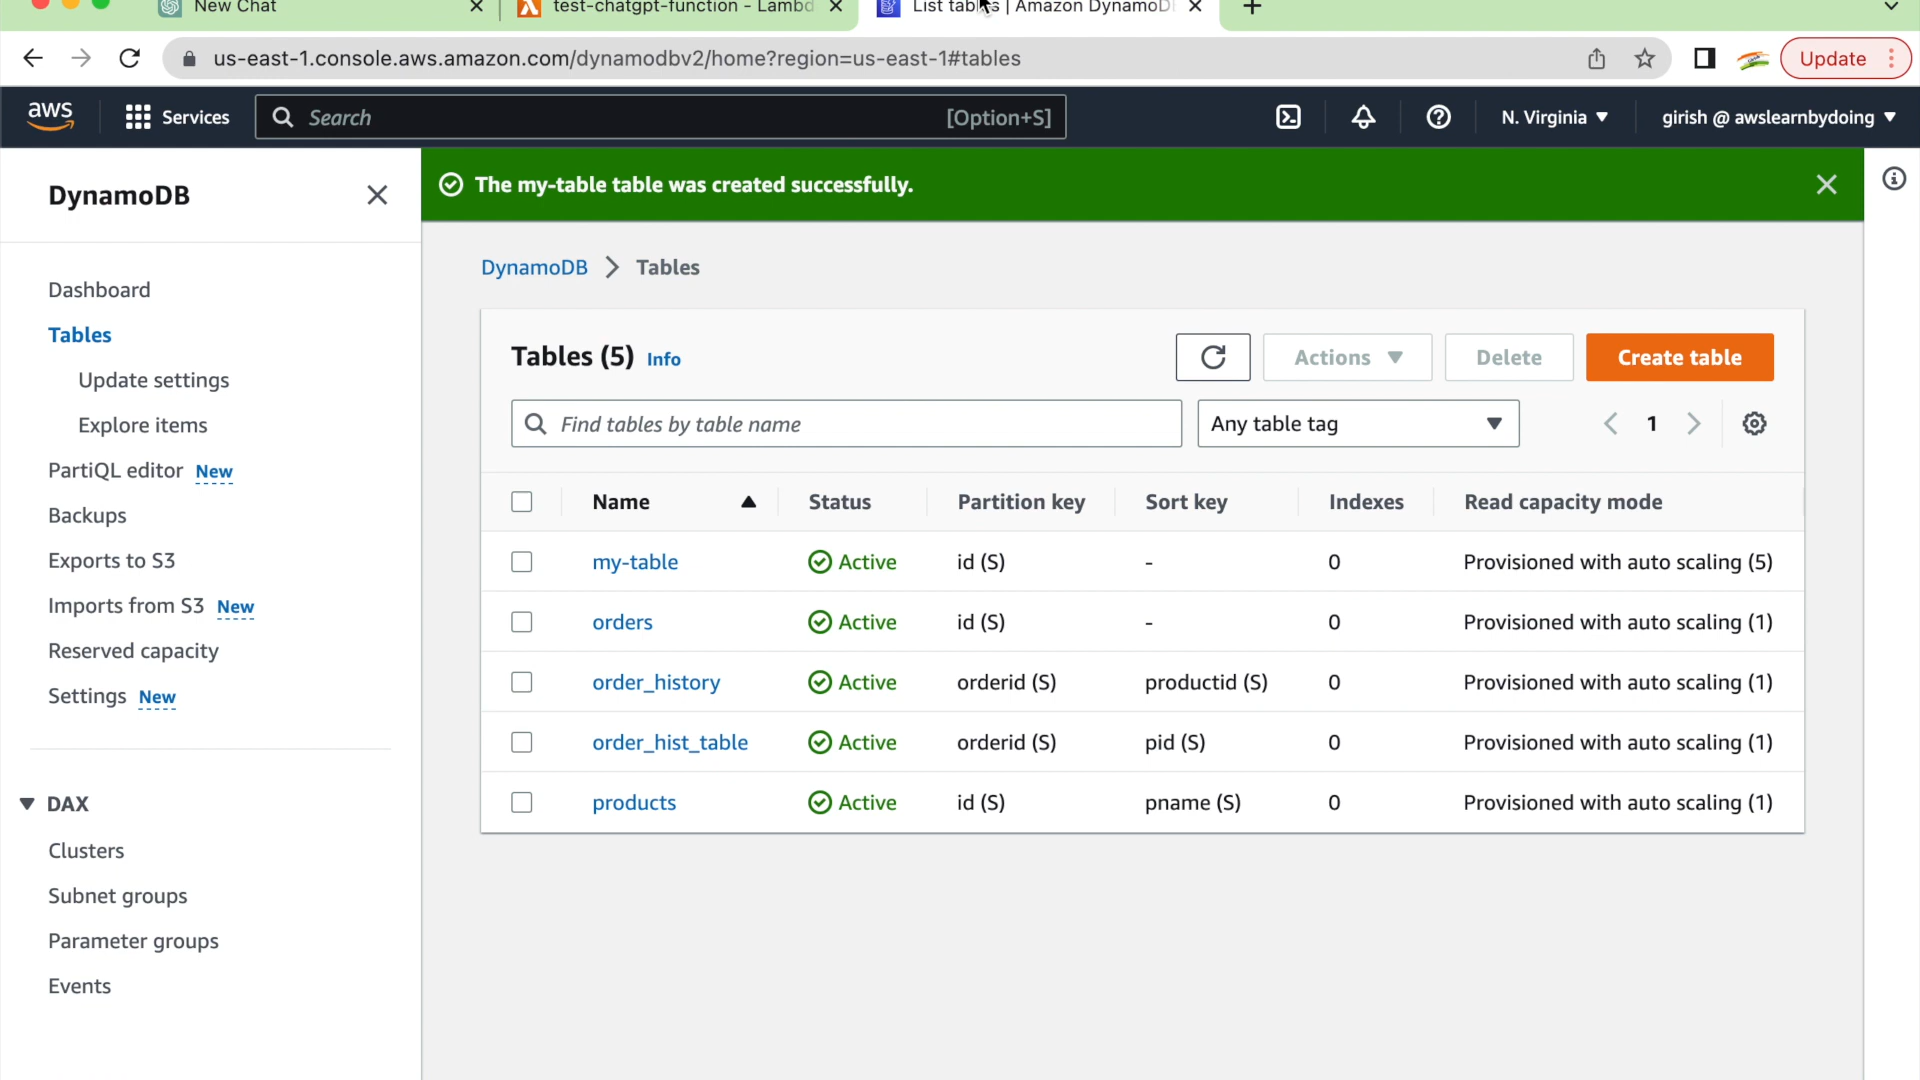 New Chat
test-chatgpt-function - Lambd
List tables | Amazon DynamoD
us-east-1.console.aws.amazon.com/dynamodbv2/home?region=us-east-1#tables
Update
aws
Services
Search
[Option+S]
N. Virginia
girish @ awslearnbydoing
DynamoDB
The my-table table was created successfully.
DynamoDB
Tables
Dashboard
Tables
Update settings
Explore items
PartiQL editor New
Backups
Exports to S3
Imports from S3 New
Reserved capacity
Settings New
DAX
Clusters
Subnet groups
Parameter groups
Events
Tables (5) Info
Actions
Delete
Create table
Find tables by table name
Any table tag
1
Name Status Partition key Sort key Indexes Read capacity mode
my-table Active id (S) - 0 Provisioned with auto scaling (5)
orders Active id (S) - 0 Provisioned with auto scaling (1)
order_history Active orderid (S) productid (S) 0 Provisioned with auto scaling (1)
order_hist_table Active orderid (S) pid (S) 0 Provisioned with auto scaling (1)
products Active id (S) pname (S) 0 Provisioned with auto scaling (1)